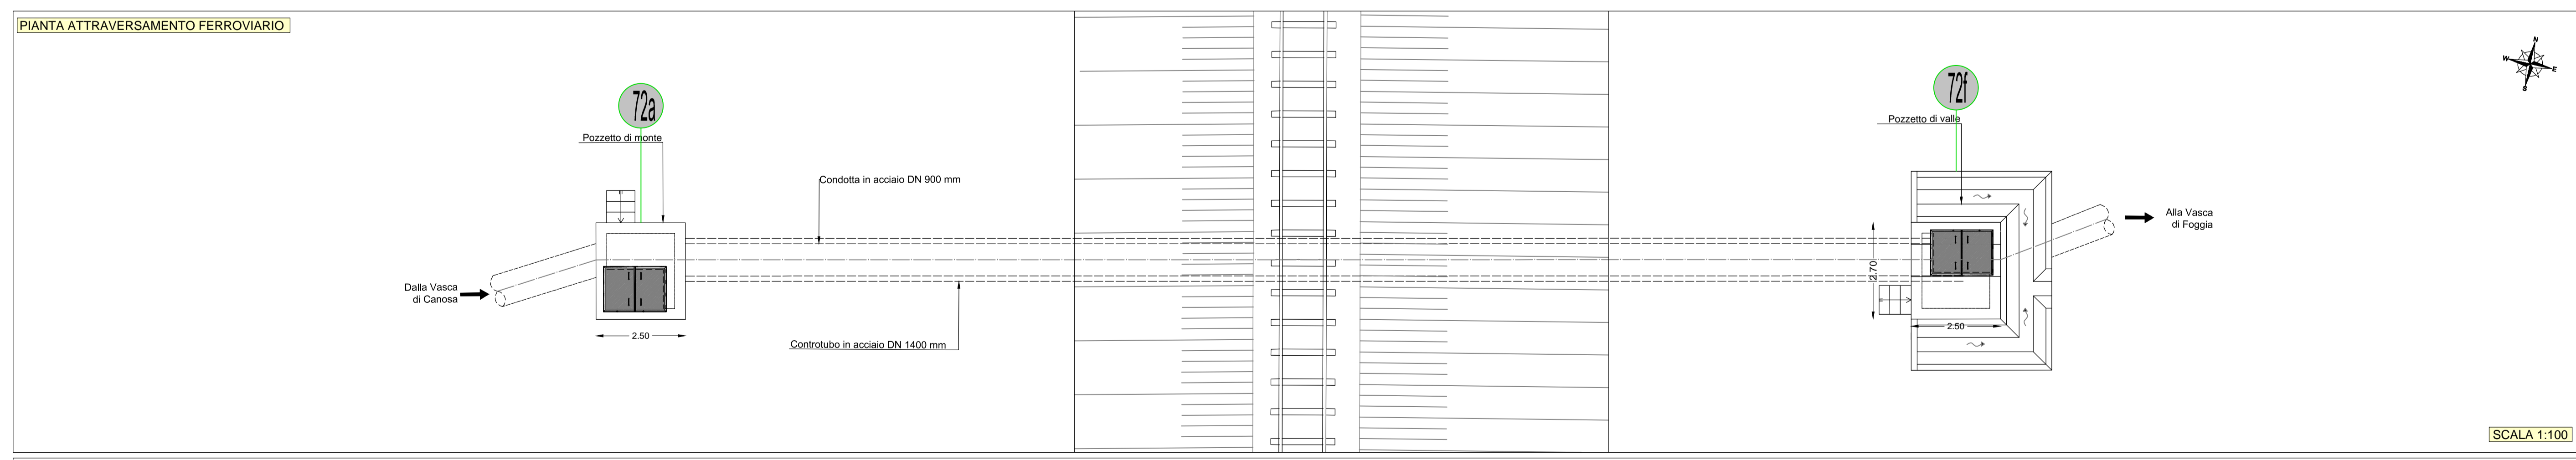 PIANTA ATTRAVERSAMENTO FERROVIARIO
N
W
E
S
72a
72f
Pozzetto di monte
Pozzetto di valle
Condotta in acciaio DN 900 mm
Alla Vasca
di Foggia
2.70
Dalla Vasca
di Canosa
2.50
2.50
Controtubo in acciaio DN 1400 mm
SCALA 1:100